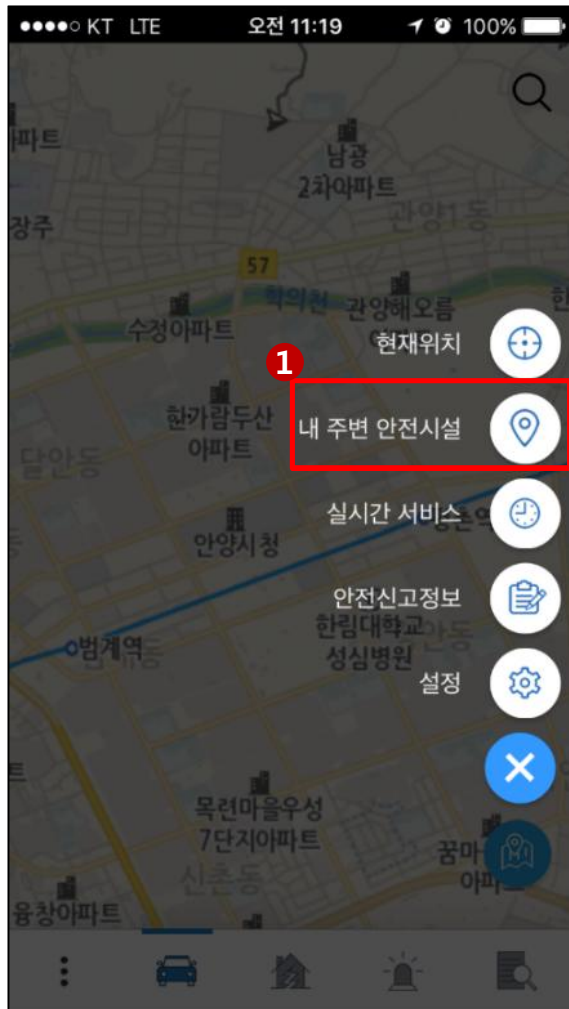 KT LTE 오전 11:19 100%
아파트
남광
2차아파트
관양1동
장주
57
학의천
관양해오름
수정아파트
현재위치
1
한가람두산
아파트
내 주변 안전시설
달안동
실시간 서비스
안양시청
안전신고정보
한림대학교
성심병원
범계역
설정
목련마을우성
7단지아파트
꿈마
신촌동
융창아파트